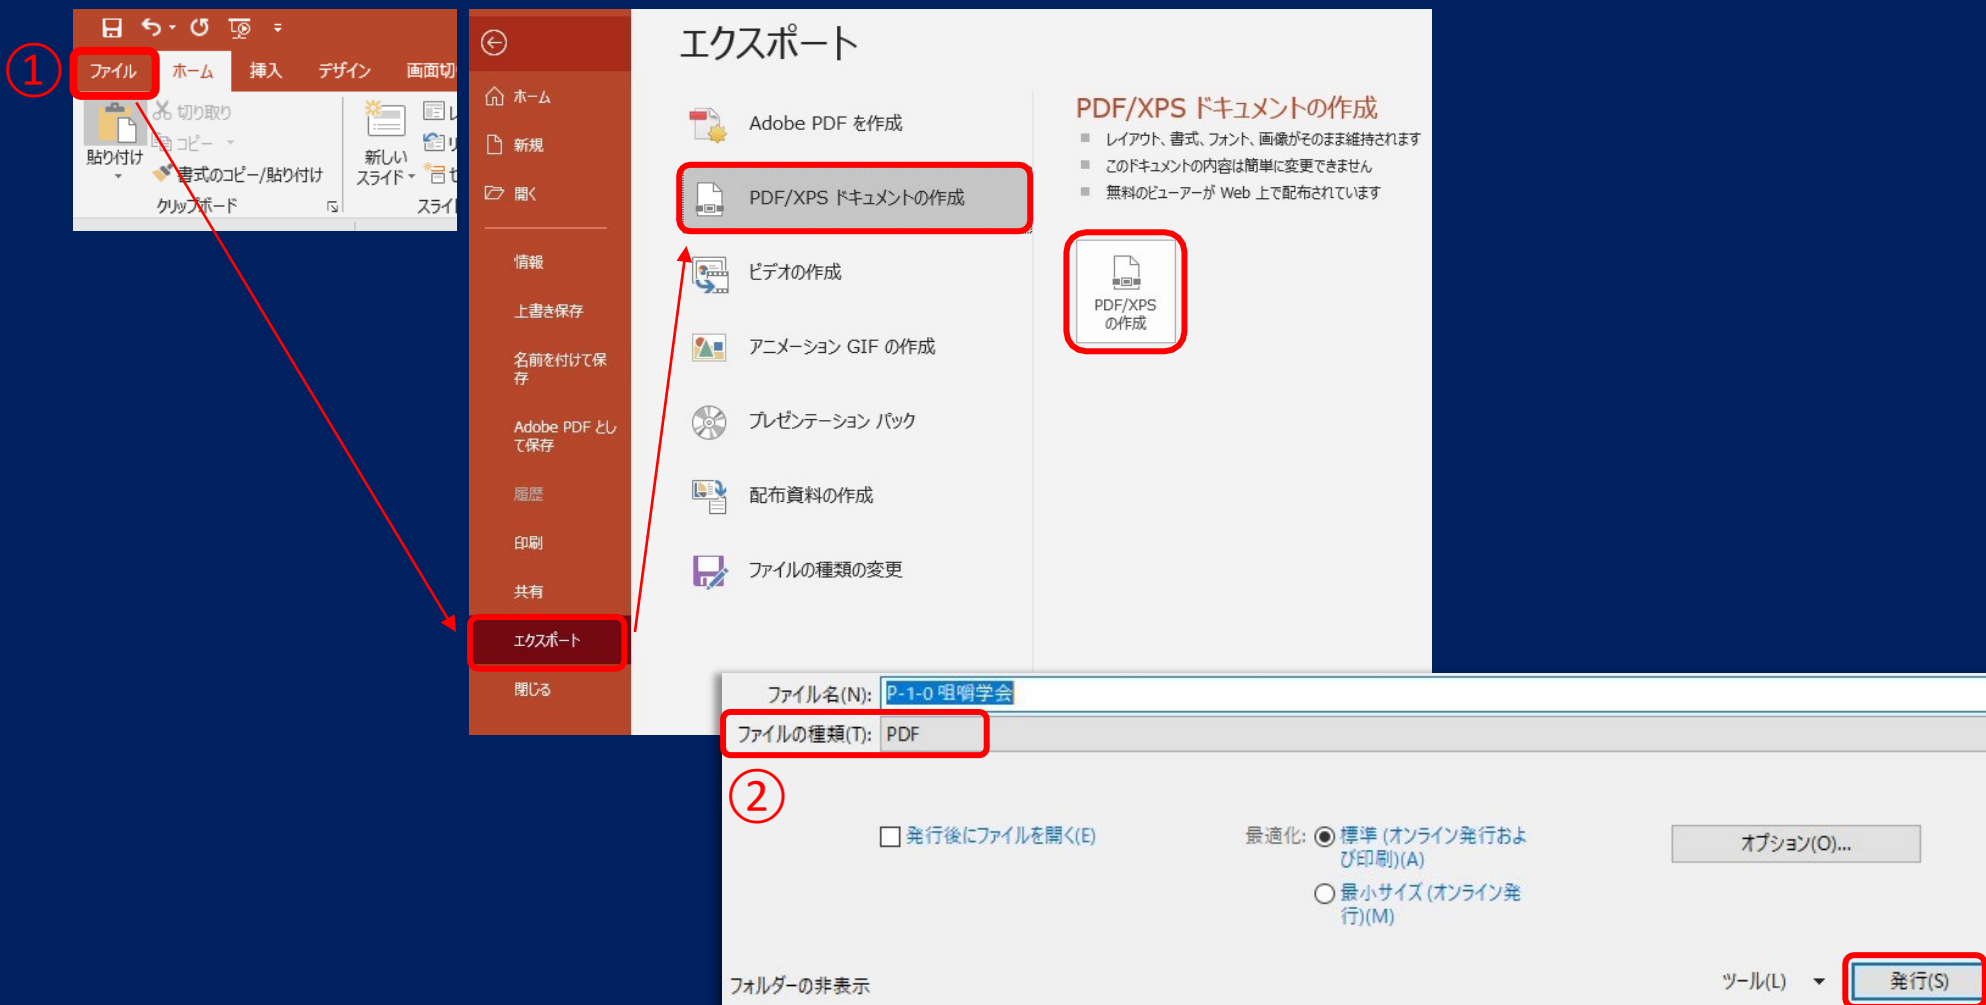 ①
ファイル
ホーム
挿入
デザイン
画面切
切り取り
コピー
書式のコピー/貼り付け
貼り付け
クリップボード
新しい
スライド
スライ
ホーム
新規
開く
情報
上書き保存
名前を付けて保
存
Adobe PDF とし
て保存
履歴
印刷
共有
エクスポート
閉じる
エクスポート
Adobe PDF を作成
PDF/XPS ドキュメントの作成
ビデオの作成
アニメーション GIF の作成
プレゼンテーション パック
配布資料の作成
ファイルの種類の変更
PDF/XPS ドキュメントの作成
レイアウト、書式、フォント、画像がそのまま維持されます
このドキュメントの内容は簡単に変更できません
無料のビューアーが Web 上で配布されています
PDF/XPS
の作成
ファイル名(N): P-1-0 咀嚼学会
ファイルの種類(T): PDF
②
発行後にファイルを開く(E)
最適化: 標準 (オンライン発行およ
び印刷)(A)
最小サイズ (オンライン発
行)(M)
オプション(O)...
フォルダーの非表示
ツール(L)
発行(S)